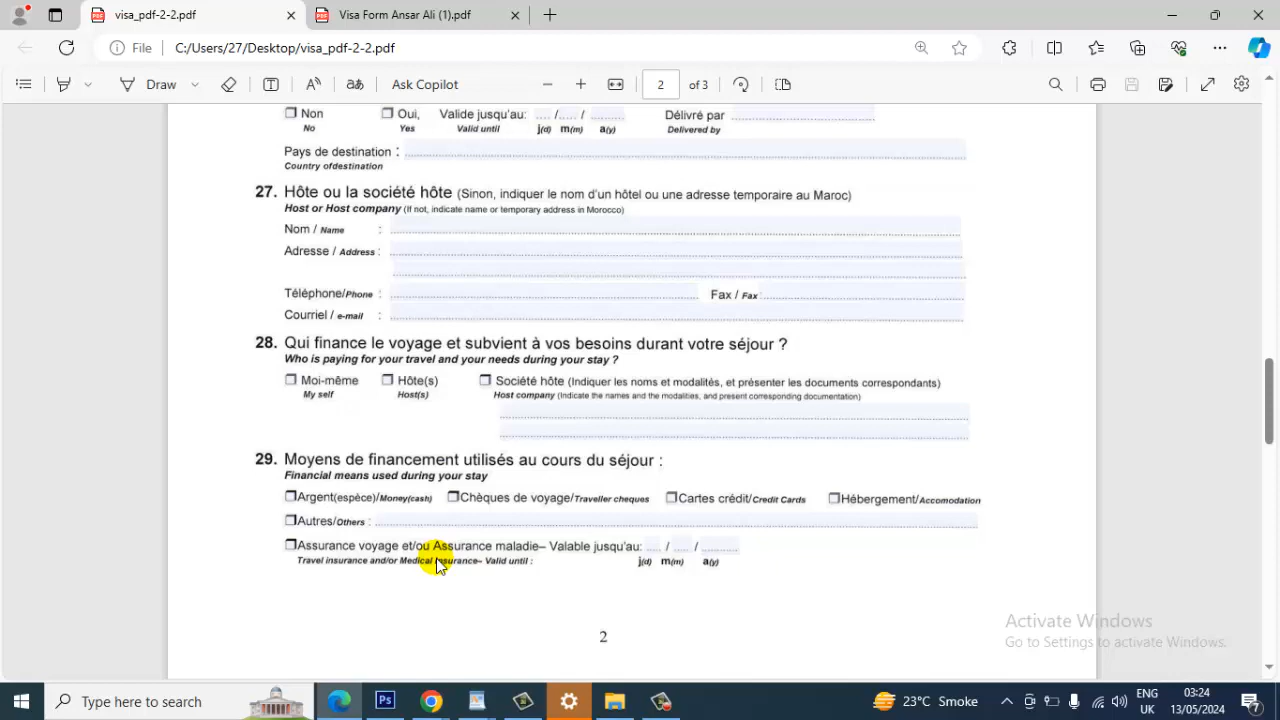 visa_pdf-2-2.pdf
Visa Form Ansar Ali (1).pdf
File C:/Users/27/Desktop/visa_pdf-2-2.pdf
Draw Ask Copilot 2 of 3
Non Oui, Valide jusqu'au: / / Délivré par
No Yes Valid until j(d) m(m) a(y) Delivered by
Pays de destination :
Country ofdestination
27. Hôte ou la société hôte (Sinon, indiquer le nom d'un hôtel ou une adresse temporaire au Maroc)
Host or Host company (if not, indicate name or temporary address in Morocco)
Nom / Name :
Adresse / Address :
Téléphone/Phone : Fax / Fax :
Courriel / e-mail :
28. Qui finance le voyage et subvient à vos besoins durant votre séjour ?
Who is paying for your travel and your needs during your stay ?
Moi-même Hôte(s) Société hôte (Indiquer les noms et modalités, et présenter les documents correspondants)
My self Host(s) Host company (Indicate the names and the modalities, and present corresponding documentation)
29. Moyens de financement utilisés au cours du séjour :
Financial means used during your stay
Argent(espèce)/Money(cash) Chèques de voyage/Traveller cheques Cartes crédit/Credit Cards Hébergement/Accomodation
Autres/Others :
Assurance voyage et/ou Assurance maladie– Valable jusqu'au: / /
Travel insurance and/or Medical insurance– Valid until : j(d) m(m) a(y)
2
Activate Windows
Go to Settings to activate Windows.
Type here to search
Ps
23°C Smoke
ENG
UK
03:24
13/05/2024
7